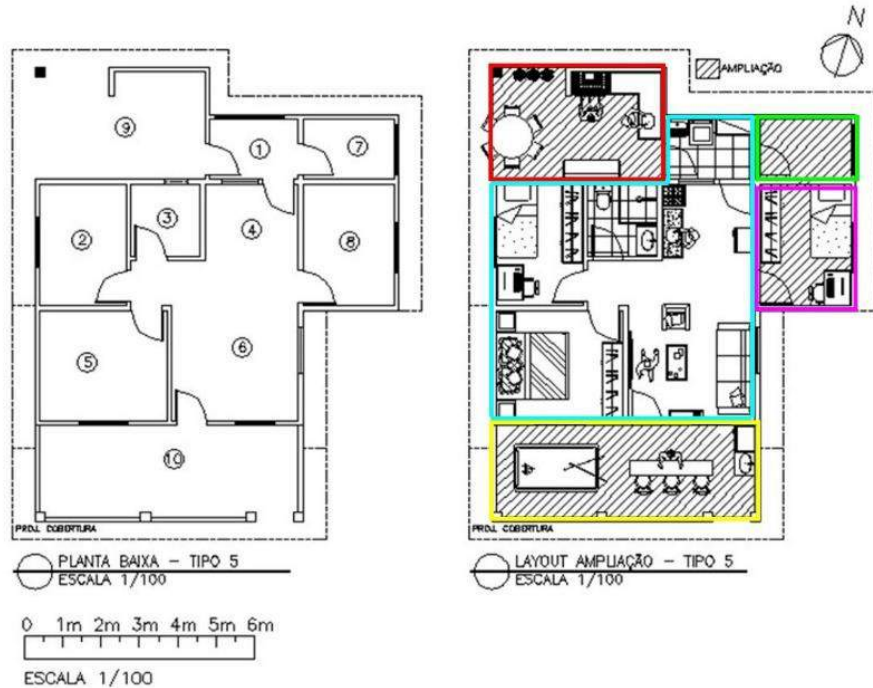 N
AMPLIAÇÃO
9
1
7
2
3
4
8
5
6
10
PROJ. COBERTURA
PROJ. COBERTURA
PLANTA BAIXA – TIPO 5
ESCALA 1/100
LAYOUT AMPLIAÇÃO – TIPO 5
ESCALA 1/100
0 1m 2m 3m 4m 5m 6m
ESCALA 1/100